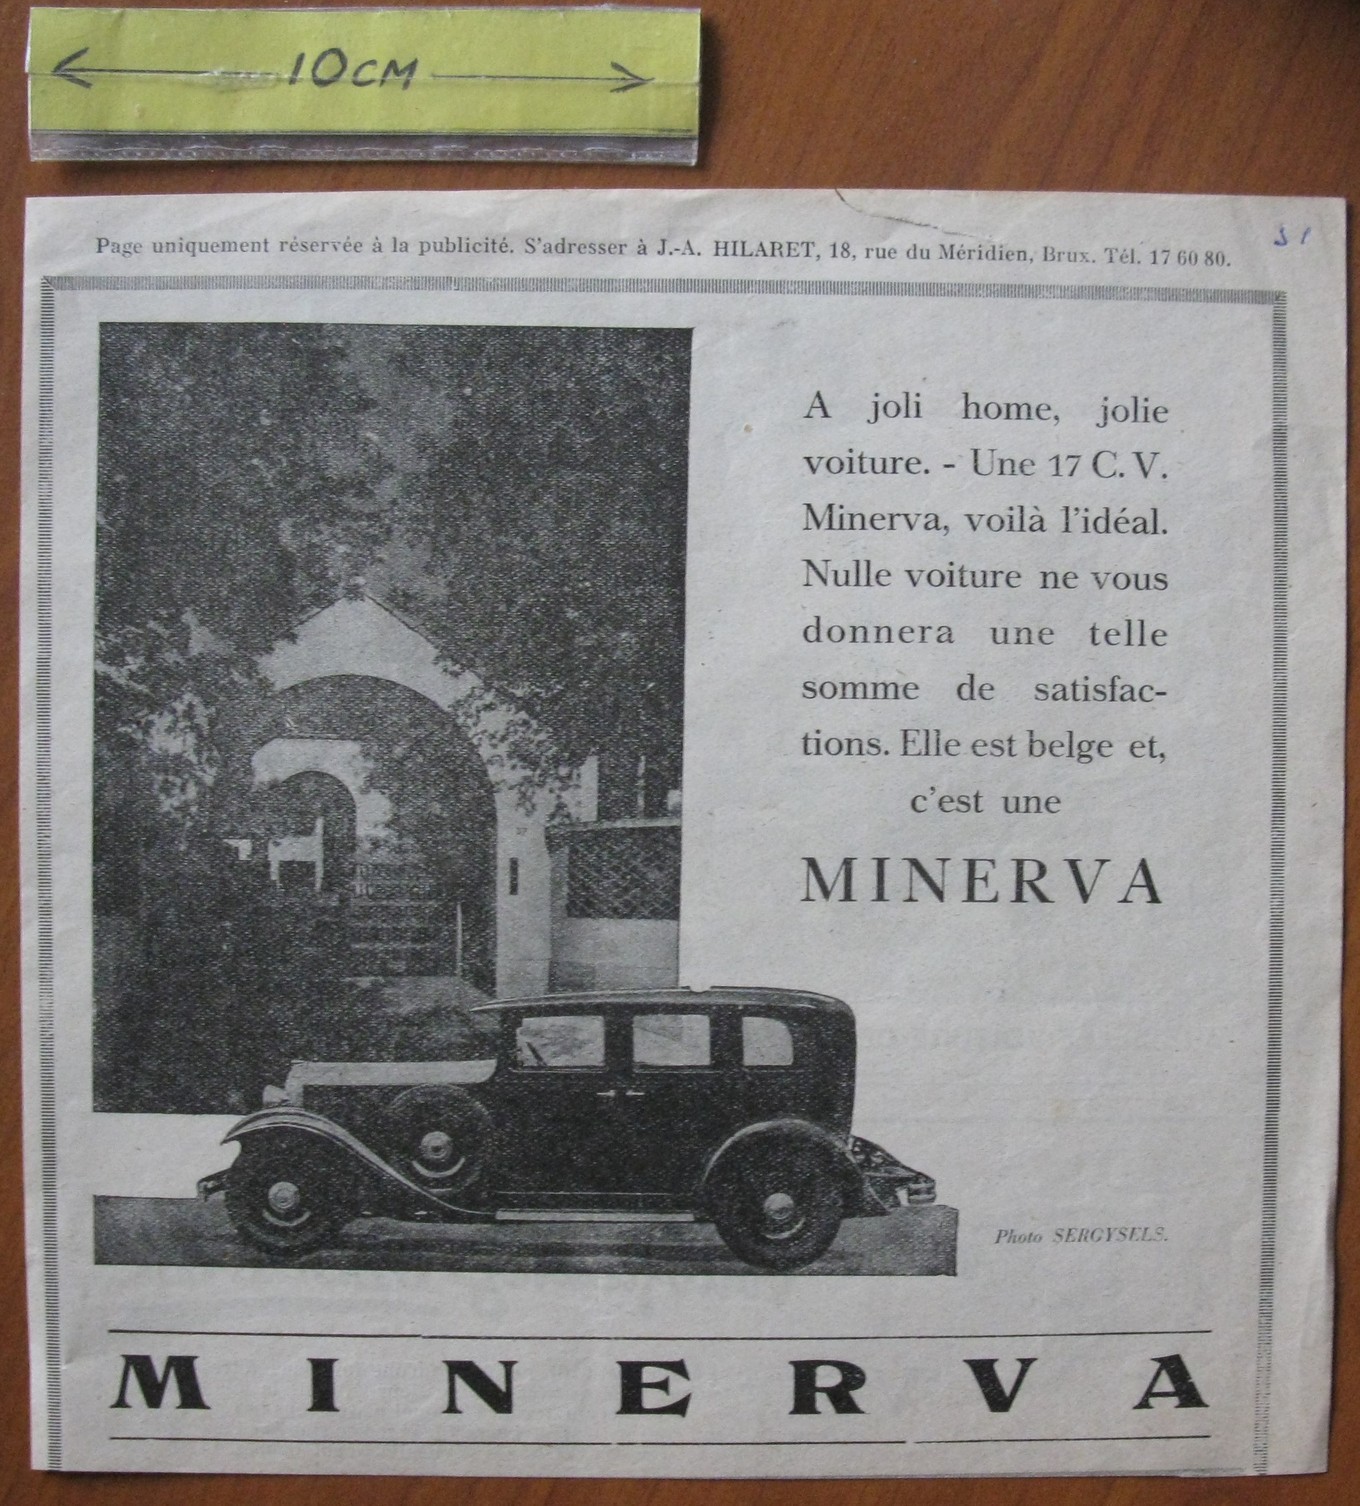 10CM
Page uniquement réservée à la publicité. S'adresser à J.-A. HILARET, 18, rue du Méridien, Brux. Tél. 17 60 80.
A joli home, jolie
voiture. - Une 17 C. V.
Minerva, voilà l'idéal.
Nulle voiture ne vous
donnera une telle
somme de satisfac-
tions. Elle est belge et,
c'est une
MINERVA
Photo SERGYSELS.
MINERVA